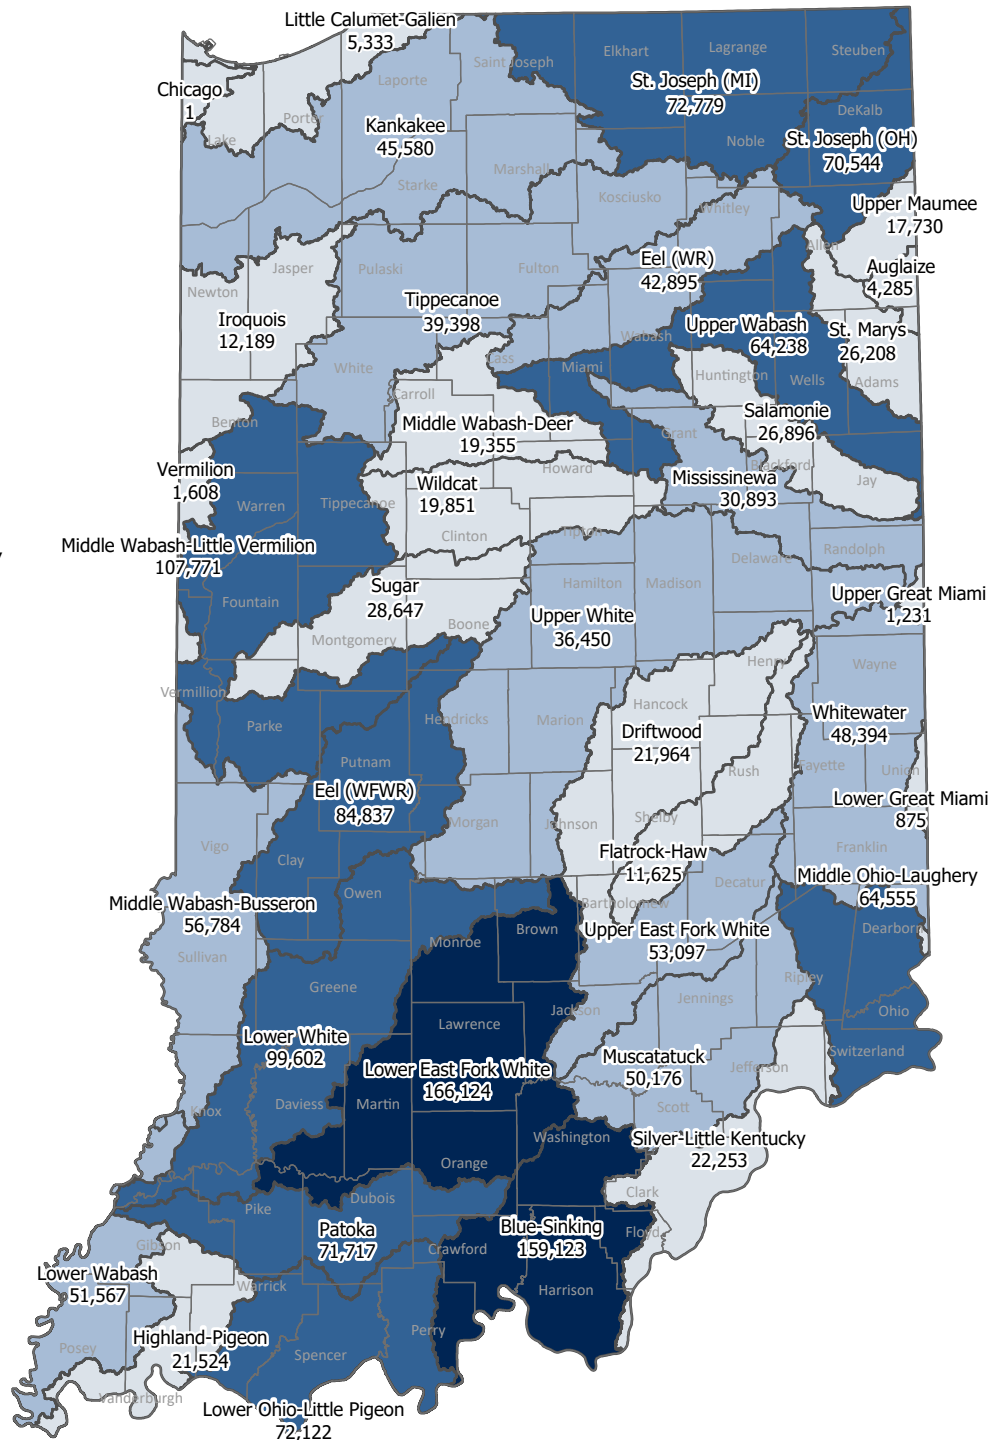 Little Calumet-Galien
5,333
Elkhart
Lagrange
Steuben
Saint Joseph
Laporte
St. Joseph (MI)
72,779
Chicago
1
Porter
Lake
Kankakee
45,580
DeKalb
Noble
St. Joseph (OH)
70,544
Marshall
Starke
Kosciusko
Whitley
Upper Maumee
17,730
Allen
Newton
Jasper
Pulaski
Fulton
Eel (WR)
42,895
Auglaize
4,285
Tippecanoe
39,398
Iroquois
12,189
Wabash
Upper Wabash
64,238
St. Marys
26,208
White
Cass
Miami
Huntington
Wells
Adams
Carroll
Benton
Middle Wabash-Deer
19,355
Grant
Salamonie
26,896
Vermilion
1,608
Warren
Tippecanoe
Wildcat
19,851
Howard
Mississinewa
30,893
Blackford
Jay
Middle Wabash-Little Vermilion
107,771
Clinton
Tipton
Delaware
Randolph
Sugar
28,647
Fountain
Hamilton
Madison
Upper White
36,450
Upper Great Miami
1,231
Boone
Montgomery
Vermillion
Henry
Wayne
Parke
Hendricks
Marion
Hancock
Driftwood
21,964
Whitewater
48,394
Putnam
Eel (WFWR)
84,837
Rush
Fayette
Union
Lower Great Miami
875
Morgan
Johnson
Shelby
Vigo
Clay
Owen
Flatrock-Haw
11,625
Franklin
Decatur
Middle Ohio-Laughery
64,555
Middle Wabash-Busseron
56,784
Bartholomew
Upper East Fork White
53,097
Monroe
Brown
Dearborn
Sullivan
Greene
Ripley
Jennings
Jackson
Ohio
Lawrence
Lower White
99,602
Lower East Fork White
166,124
Muscatatuck
50,176
Jefferson
Switzerland
Knox
Daviess
Martin
Scott
Washington
Silver-Little Kentucky
22,253
Orange
Clark
Dubois
Pike
Patoka
71,717
Blue-Sinking
159,123
Floyd
Gibson
Crawford
Lower Wabash
51,567
Warrick
Harrison
Perry
Highland-Pigeon
21,524
Posey
Spencer
Vanderburgh
Lower Ohio-Little Pigeon
72,122